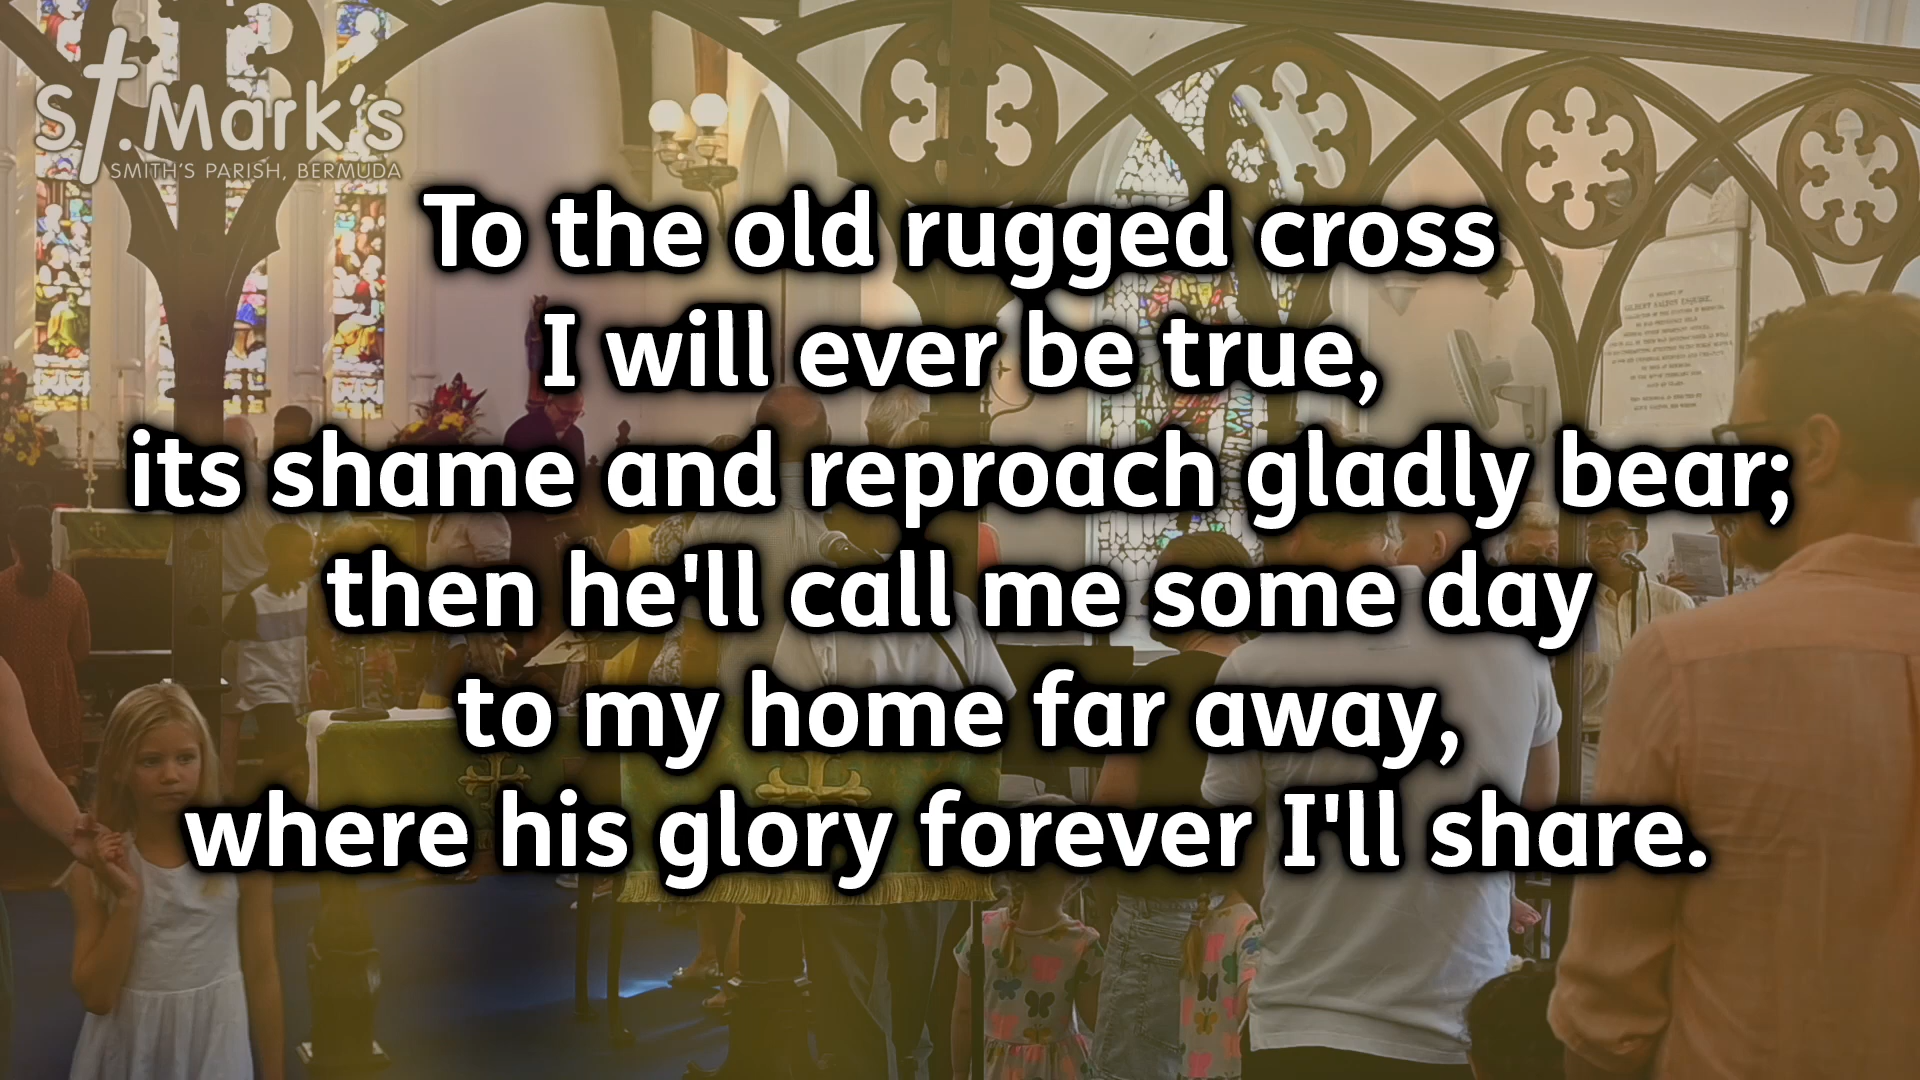 St. Mark's
SMITH'S PARISH, BERMUDA
To the old rugged cross
I will ever be true,
its shame and reproach gladly bear;
then he'll call me some day
to my home far away,
where his glory forever I'll share.